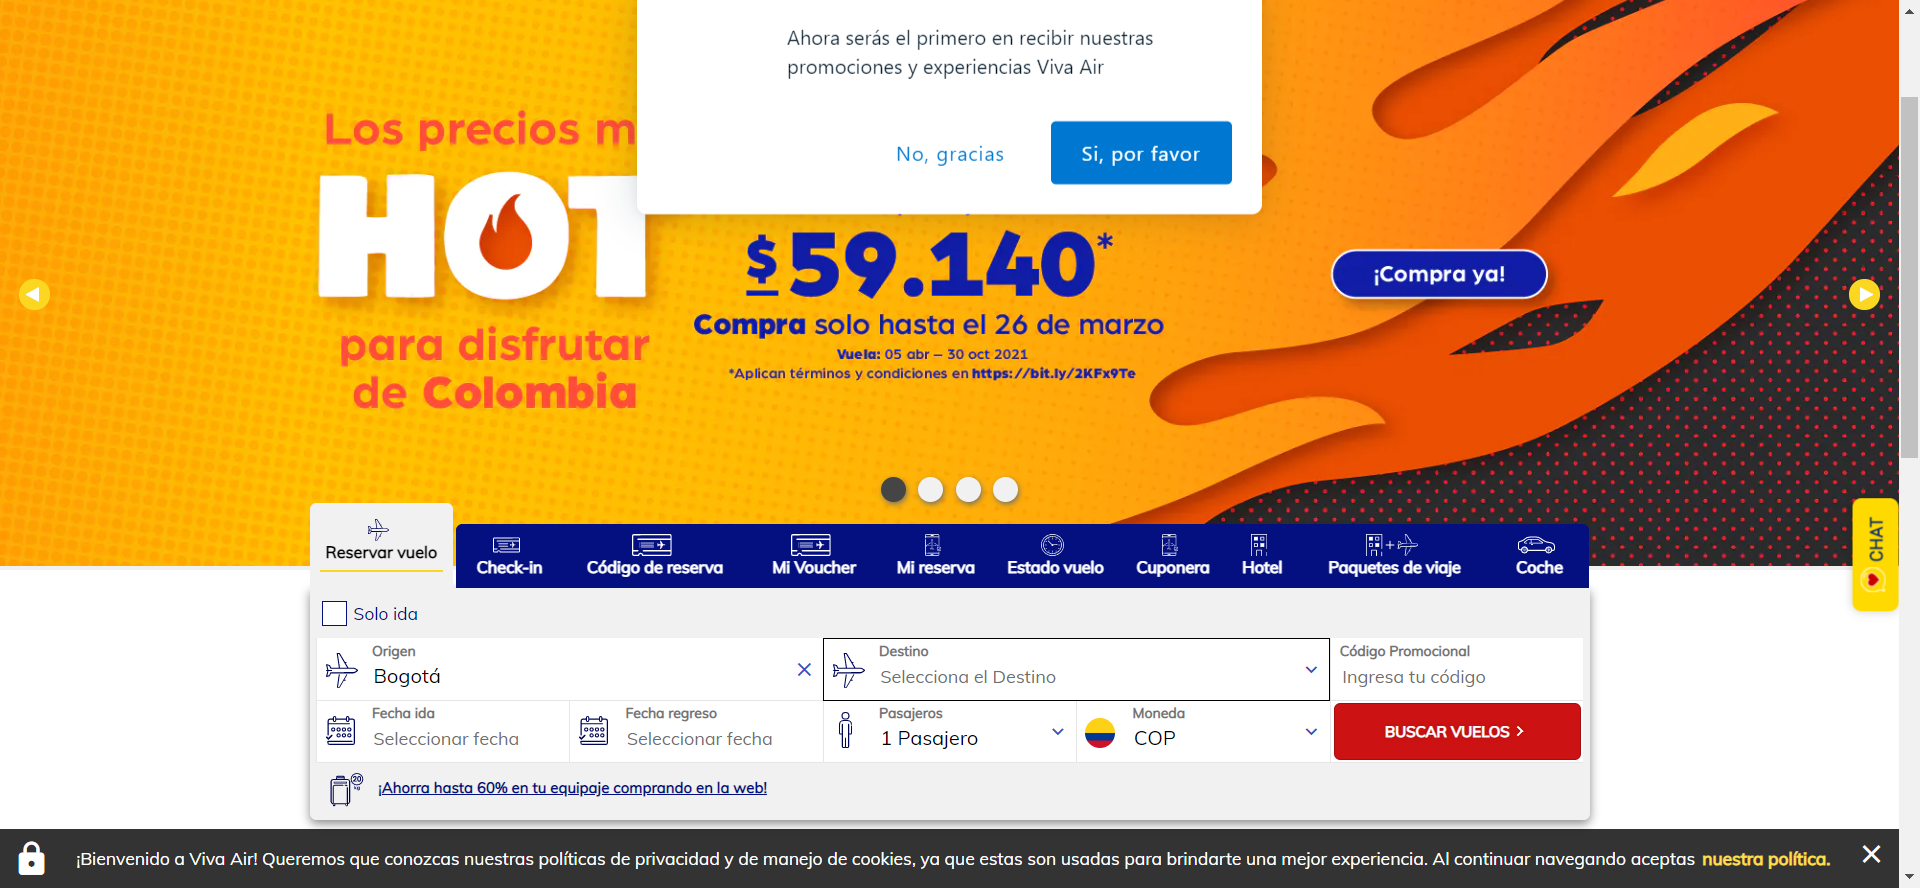 Ahora serás el primero en recibir nuestras
promociones y experiencias Viva Air
No, gracias
Si, por favor
Los precios m
HOT
para disfrutar
de Colombia
$59.140*
Compra solo hasta el 26 de marzo
Vuela: 05 abr – 30 oct 2021
*Aplican términos y condiciones en https://bit.ly/2KFx9Te
¡Compra ya!
CHAT
Reservar vuelo
Check-in
Código de reserva
Mi Voucher
Mi reserva
Estado vuelo
Cuponera
Hotel
Paquetes de viaje
Coche
Solo ida
Origen
Bogotá
Destino
Selecciona el Destino
Código Promocional
Ingresa tu código
Fecha ida
Seleccionar fecha
Fecha regreso
Seleccionar fecha
Pasajeros
1 Pasajero
Moneda
COP
BUSCAR VUELOS
20
kg
¡Ahorra hasta 60% en tu equipaje comprando en la web!
¡Bienvenido a Viva Air! Queremos que conozcas nuestras políticas de privacidad y de manejo de cookies, ya que estas son usadas para brindarte una mejor experiencia. Al continuar navegando aceptas nuestra política.